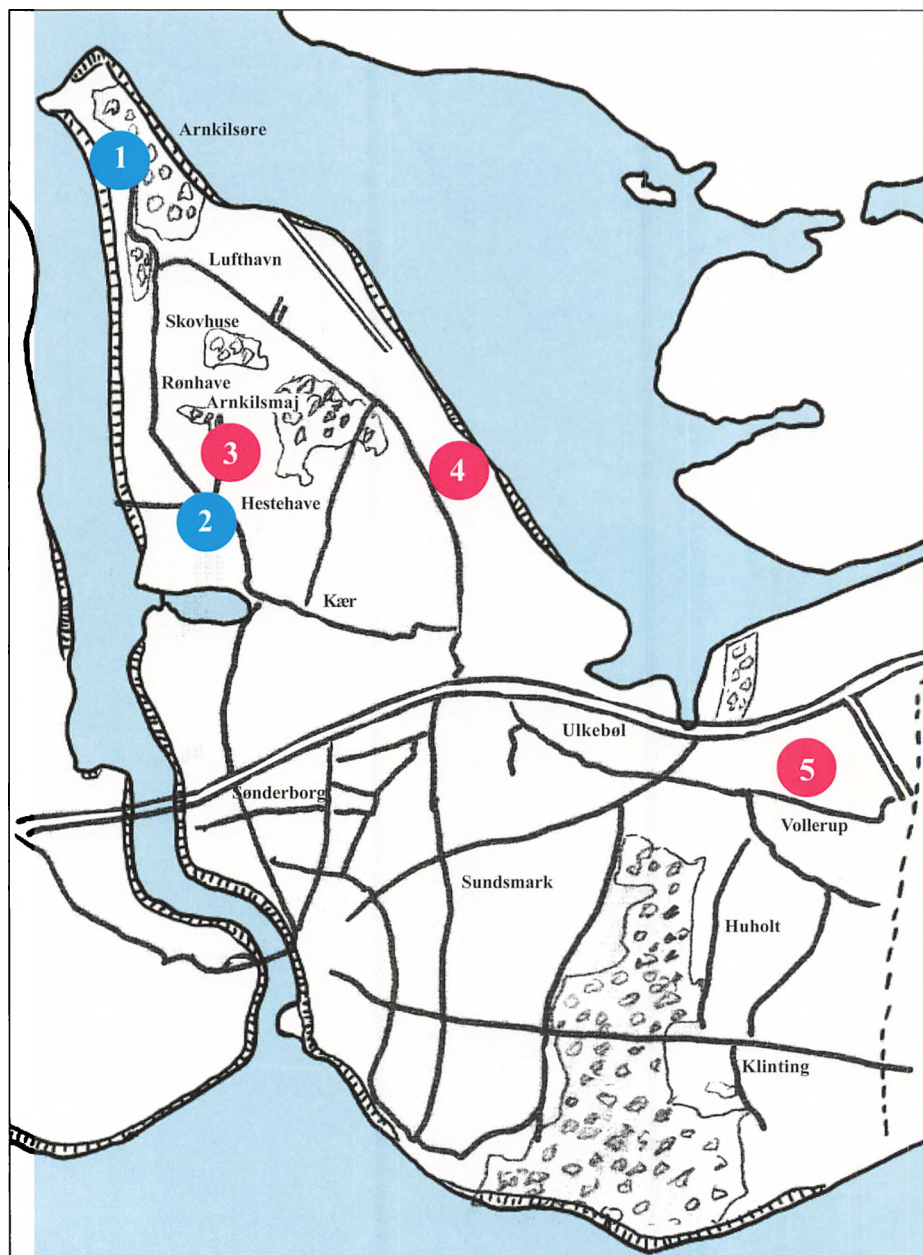 Arnkilsøre
1
Lufthavn
Skovhuse
Rønhave
Arnkilsmaj
3
4
Hestehave
2
Kær
Ulkebøl
5
Sønderborg
Vollerup
Sundsmark
Huholt
Klinting